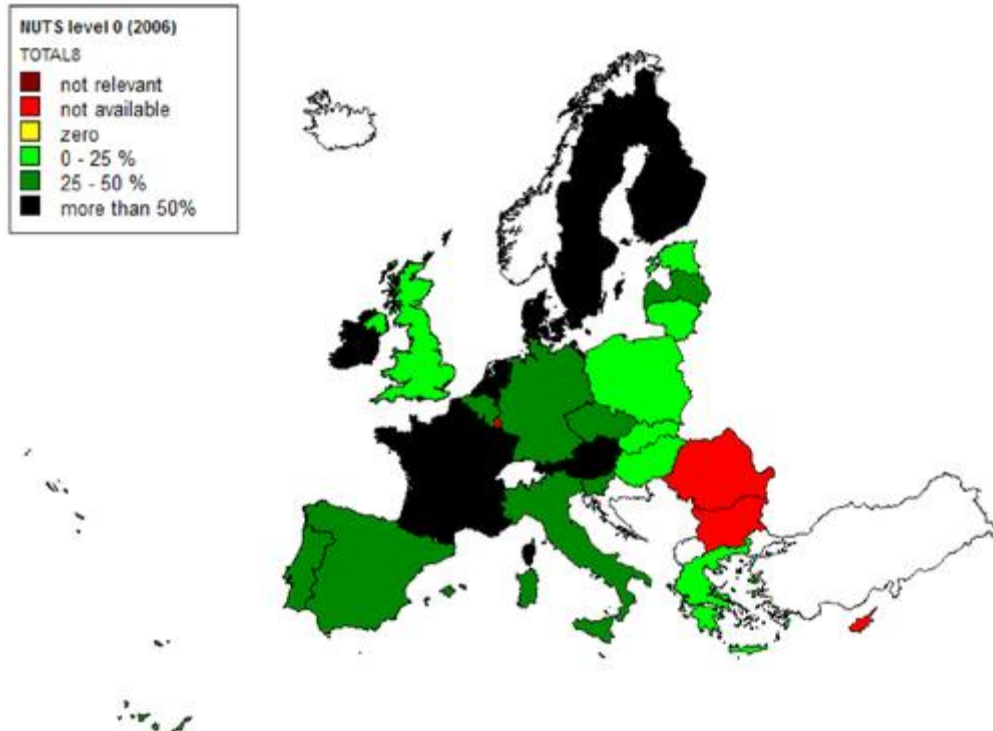 NUTS level 0 (2006)
TOTAL8
not relevant
not available
zero
0 - 25 %
25 - 50 %
more than 50%